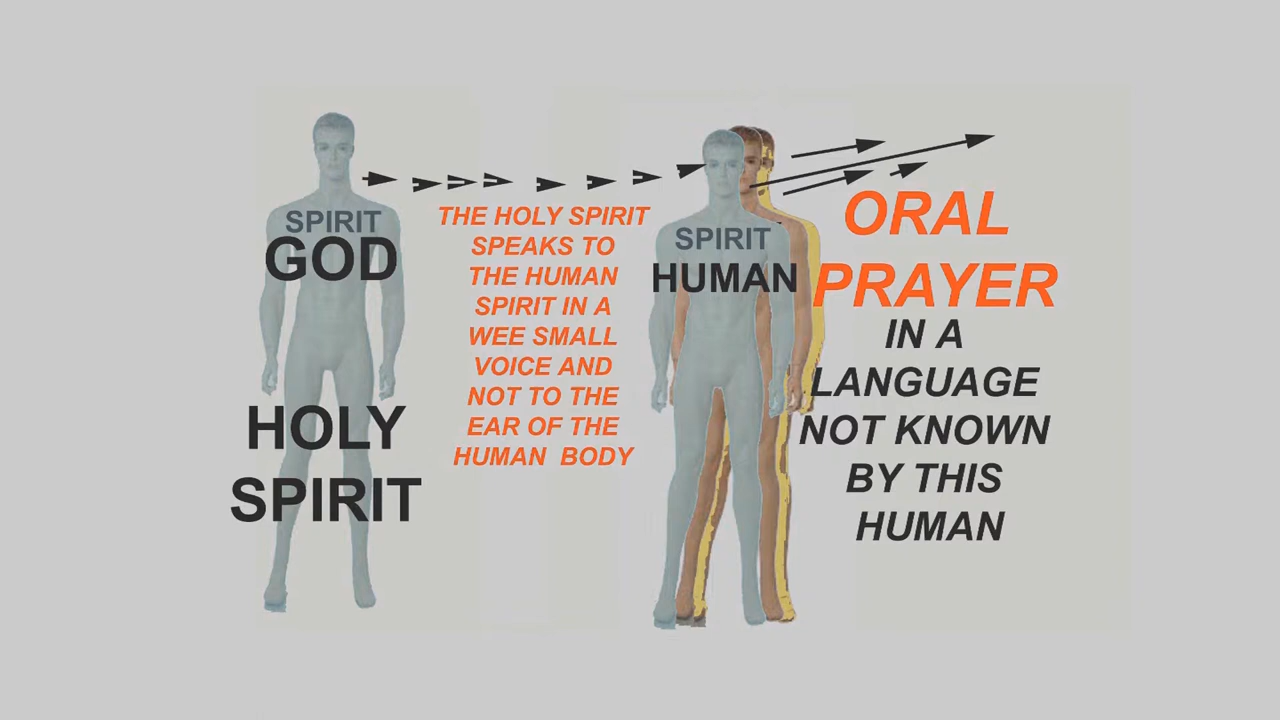 SPIRIT
GOD
HOLY
SPIRIT
THE HOLY SPIRIT
SPEAKS TO
THE HUMAN
SPIRIT IN A
WEE SMALL
VOICE AND
NOT TO THE
EAR OF THE
HUMAN BODY
SPIRIT
HUMAN
ORAL
PRAYER
IN A
LANGUAGE
NOT KNOWN
BY THIS
HUMAN